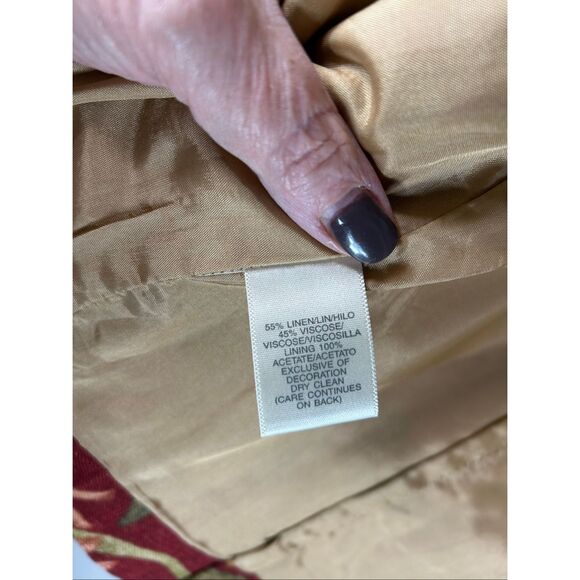 55% LINEN/LIN/HILO
45% VISCOSE/
VISCOSE/VISCOSILLA
LINING 100%
ACETATE/ACETATO
EXCLUSIVE OF
DECORATION
DRY CLEAN
(CARE CONTINUES
ON BACK)